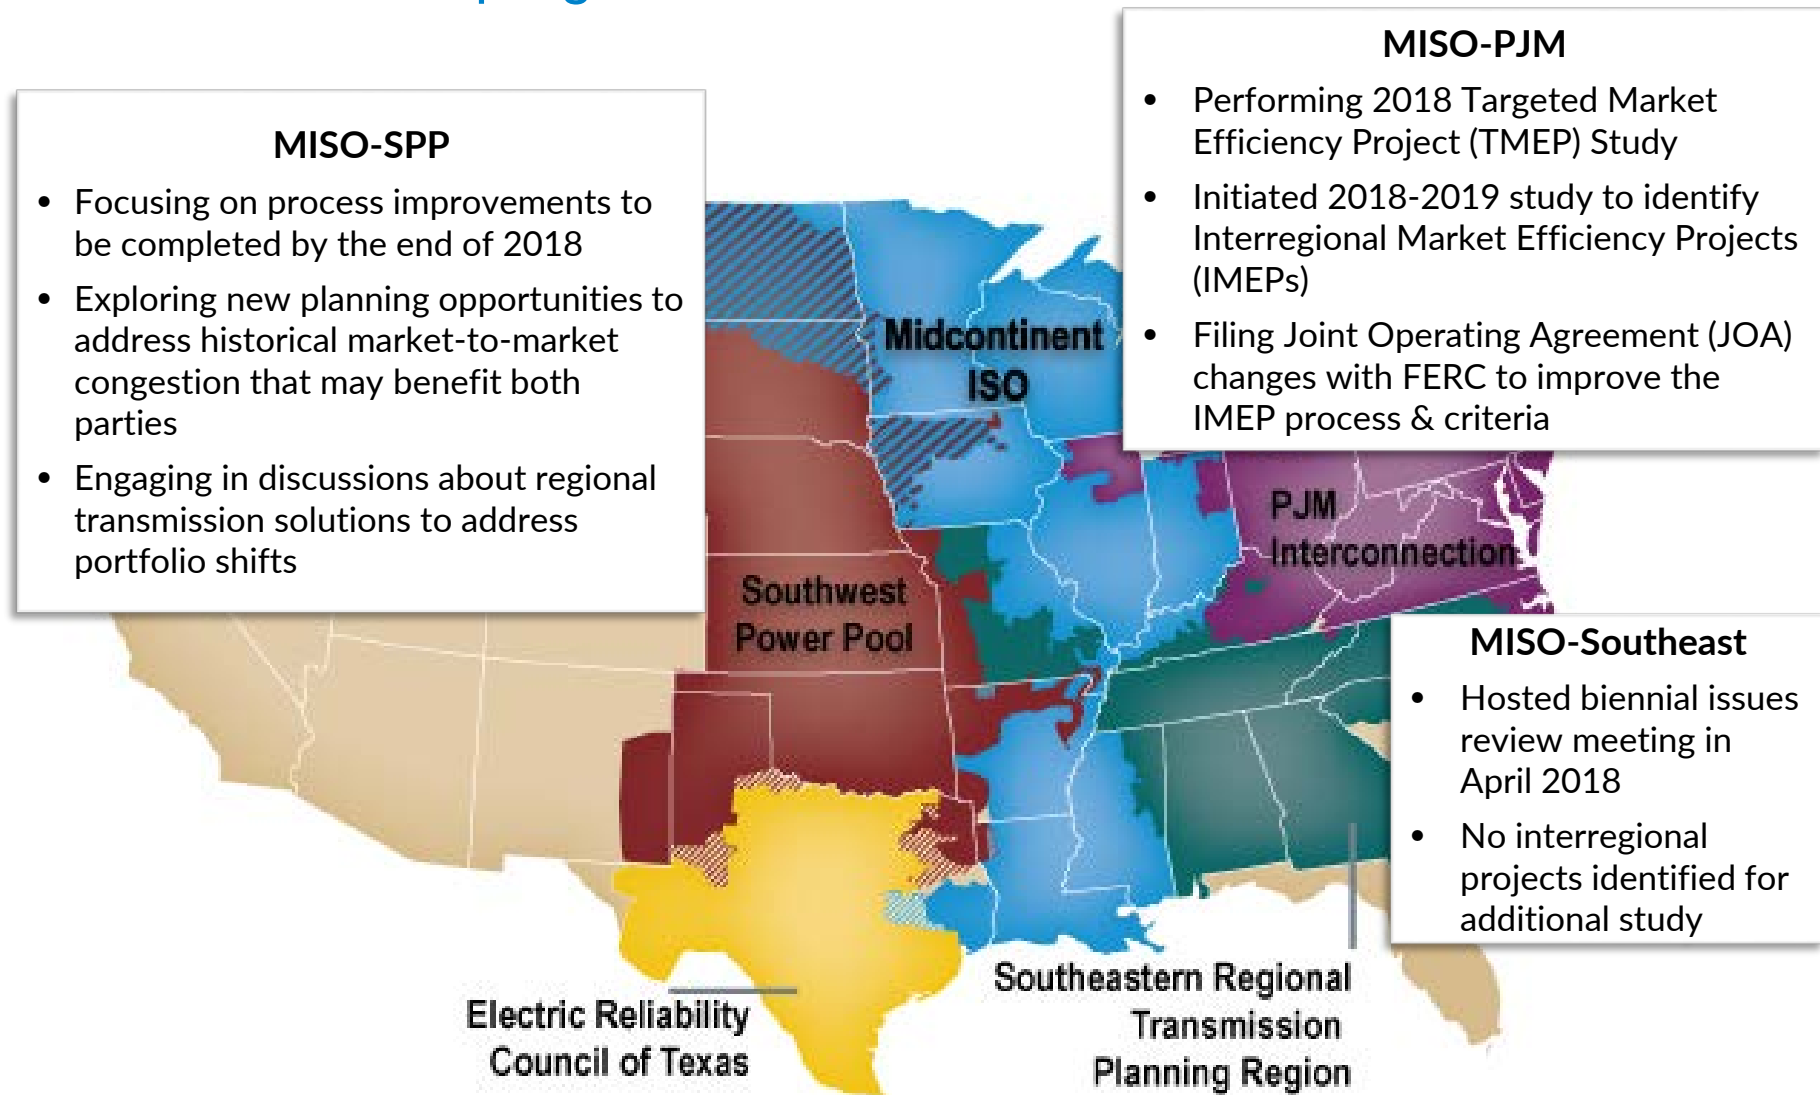 MISO-SPP
• Focusing on process improvements to
be completed by the end of 2018
• Exploring new planning opportunities to
address historical market-to-market
congestion that may benefit both
parties
• Engaging in discussions about regional
transmission solutions to address
portfolio shifts
MISO-PJM
• Performing 2018 Targeted Market
Efficiency Project (TMEP) Study
• Initiated 2018-2019 study to identify
Interregional Market Efficiency Projects
(IMEPs)
• Filing Joint Operating Agreement (JOA)
changes with FERC to improve the
IMEP process & criteria
Midcontinent
ISO
PJM
Interconnection
Southwest
Power Pool
MISO-Southeast
• Hosted biennial issues
review meeting in
April 2018
• No interregional
projects identified for
additional study
Electric Reliability
Council of Texas
Southeastern Regional
Transmission
Planning Region